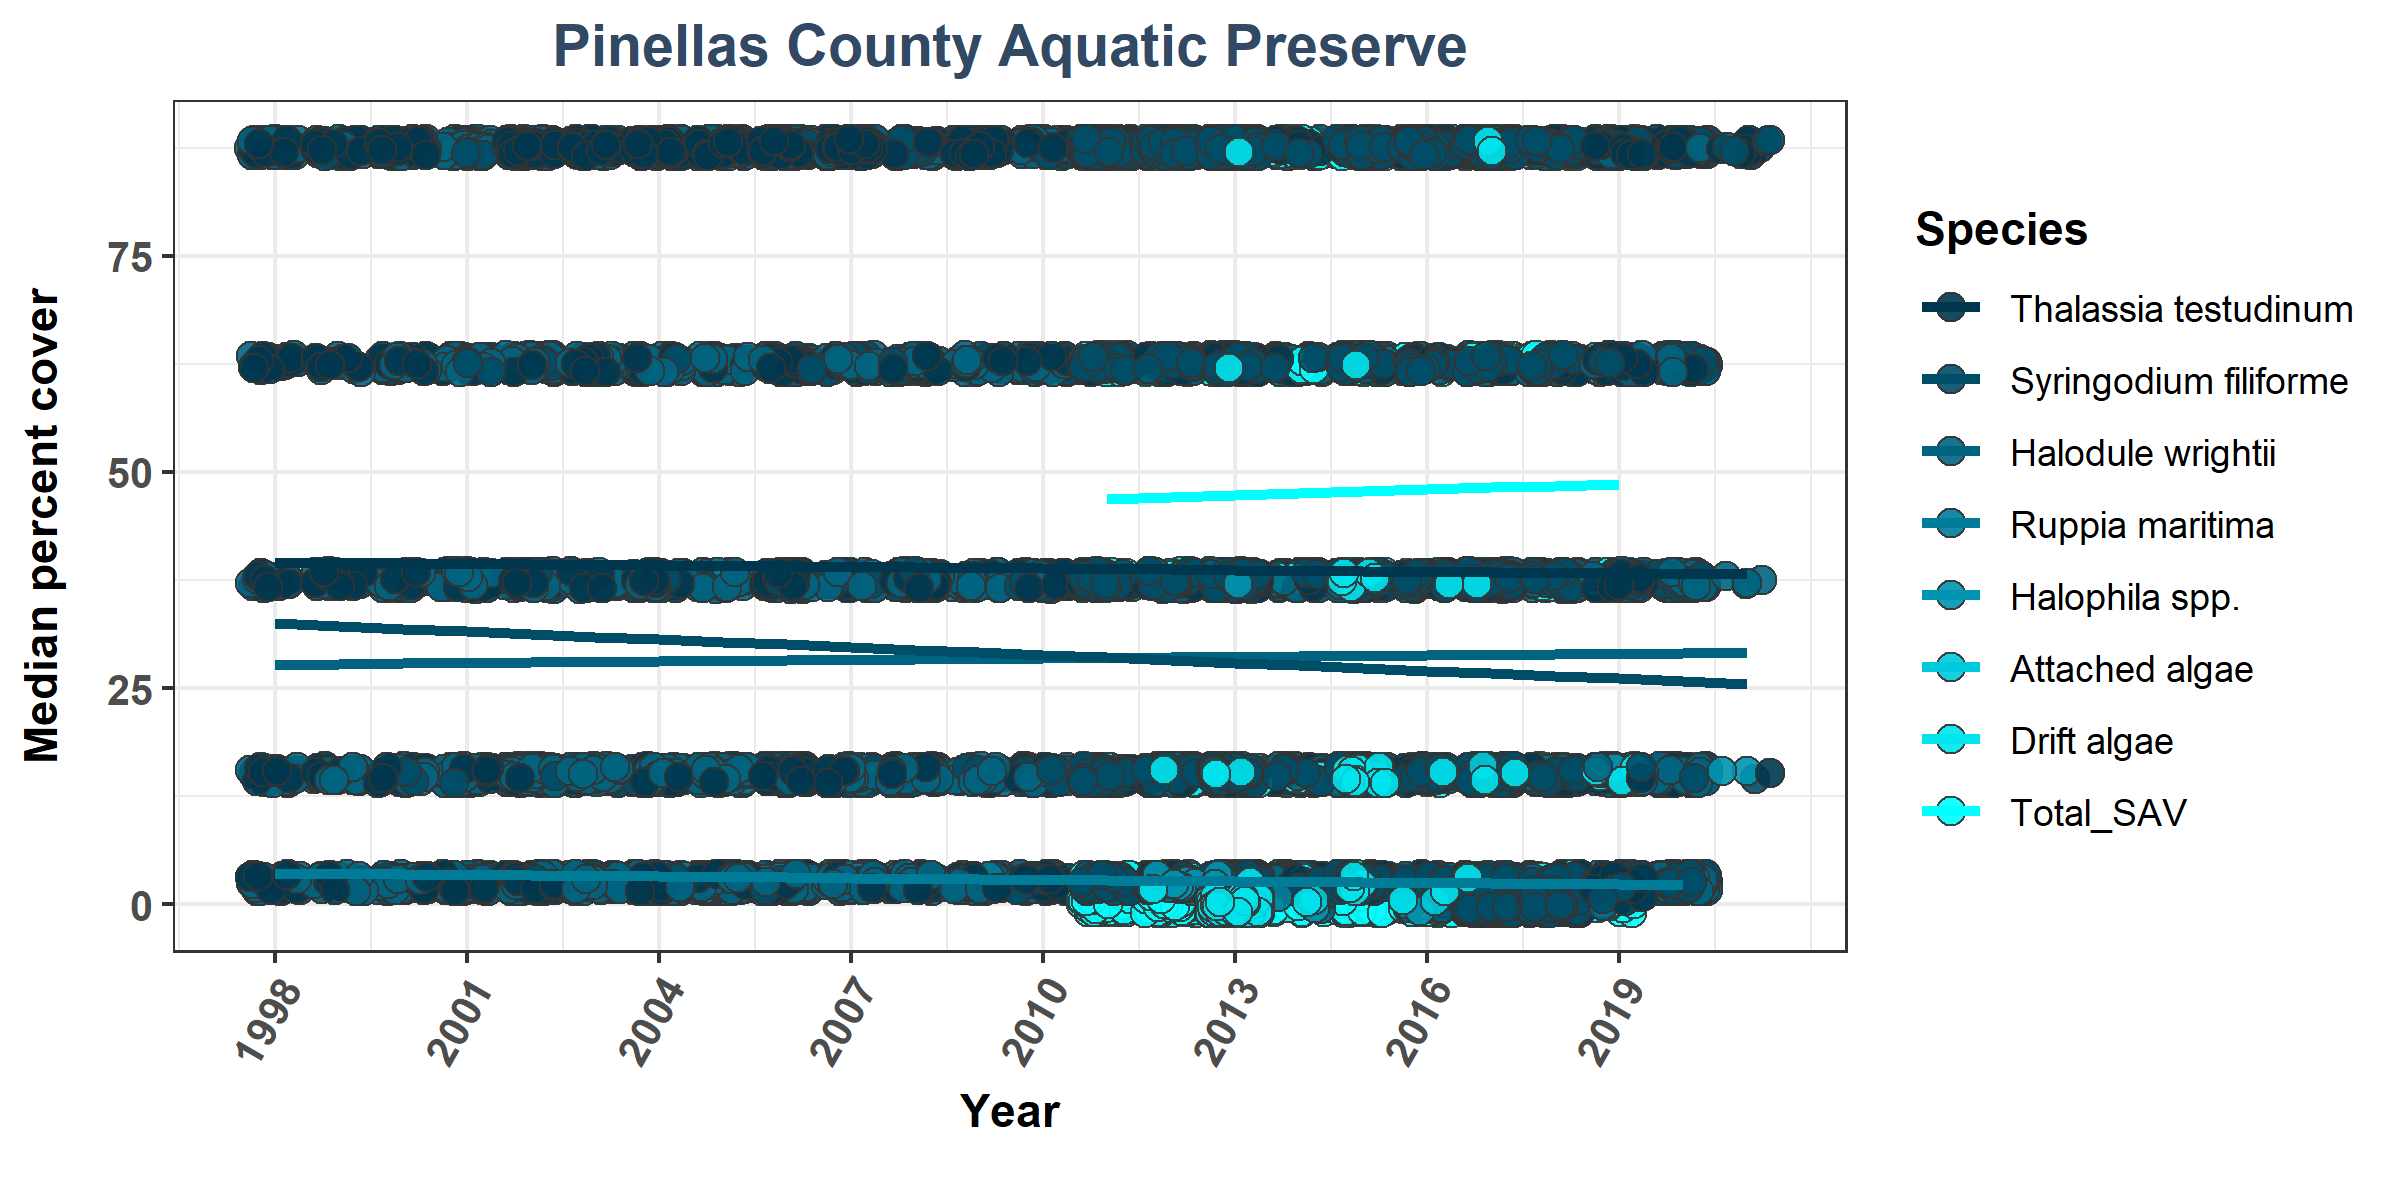 Pinellas County Aquatic Preserve
Median percent cover
75
50
25
0
1998
2001
2004
2007
2010
2013
2016
2019
Year
Species
Thalassia testudinum
Syringodium filiforme
Halodule wrightii
Ruppia maritima
Halophila spp.
Attached algae
Drift algae
Total_SAV